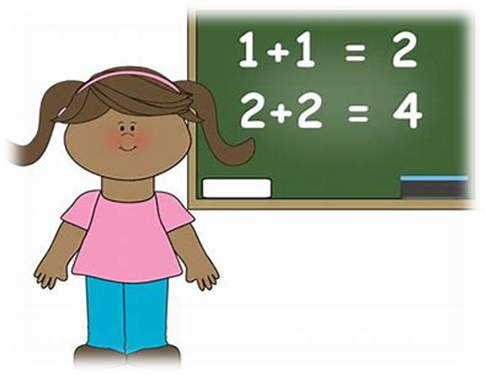 1+1 = 2
2+2 = 4